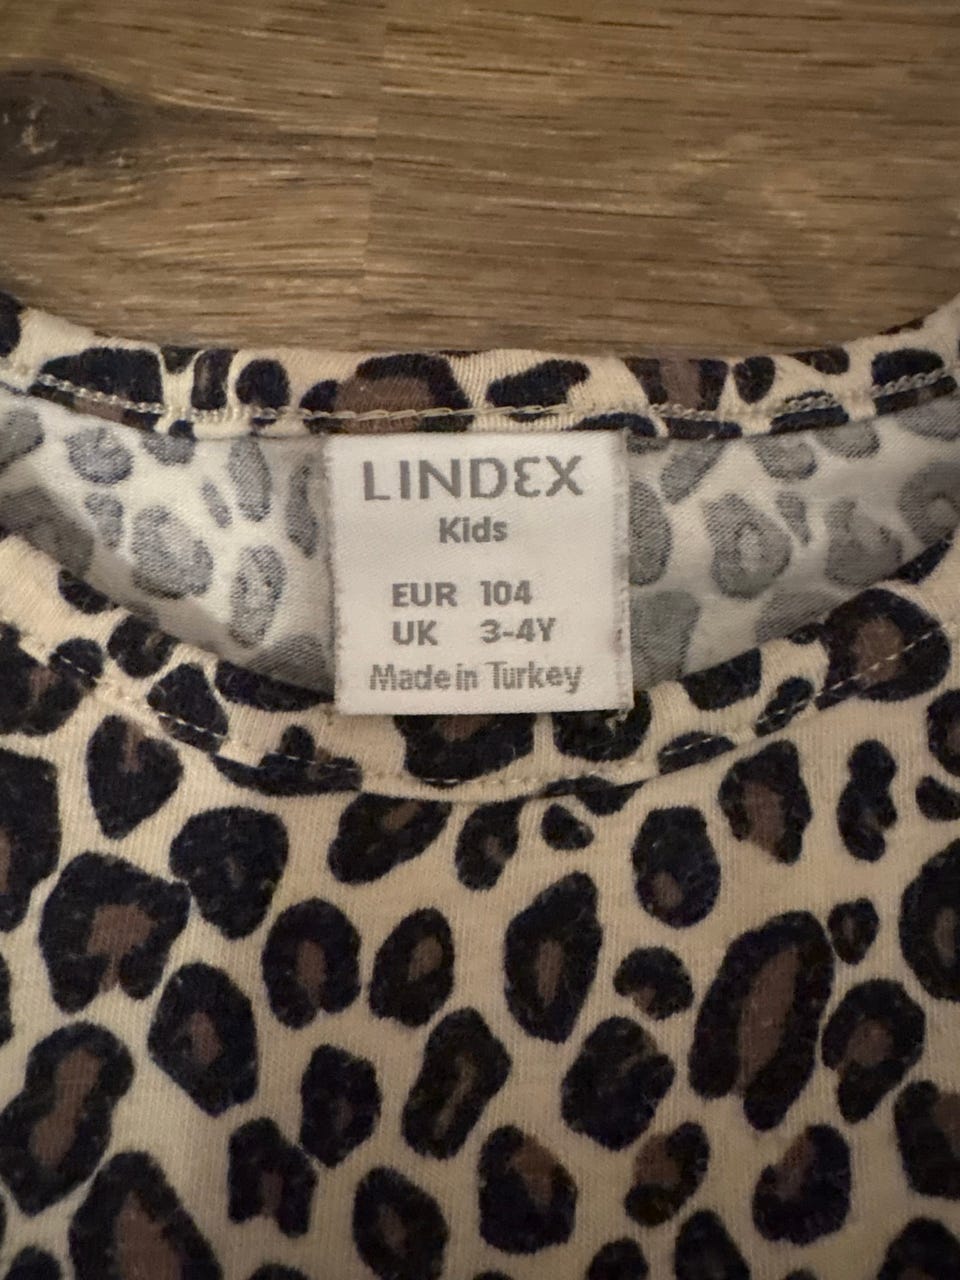 LINDEX
Kids
EUR 104
UK 3-4Y
Made in Turkey